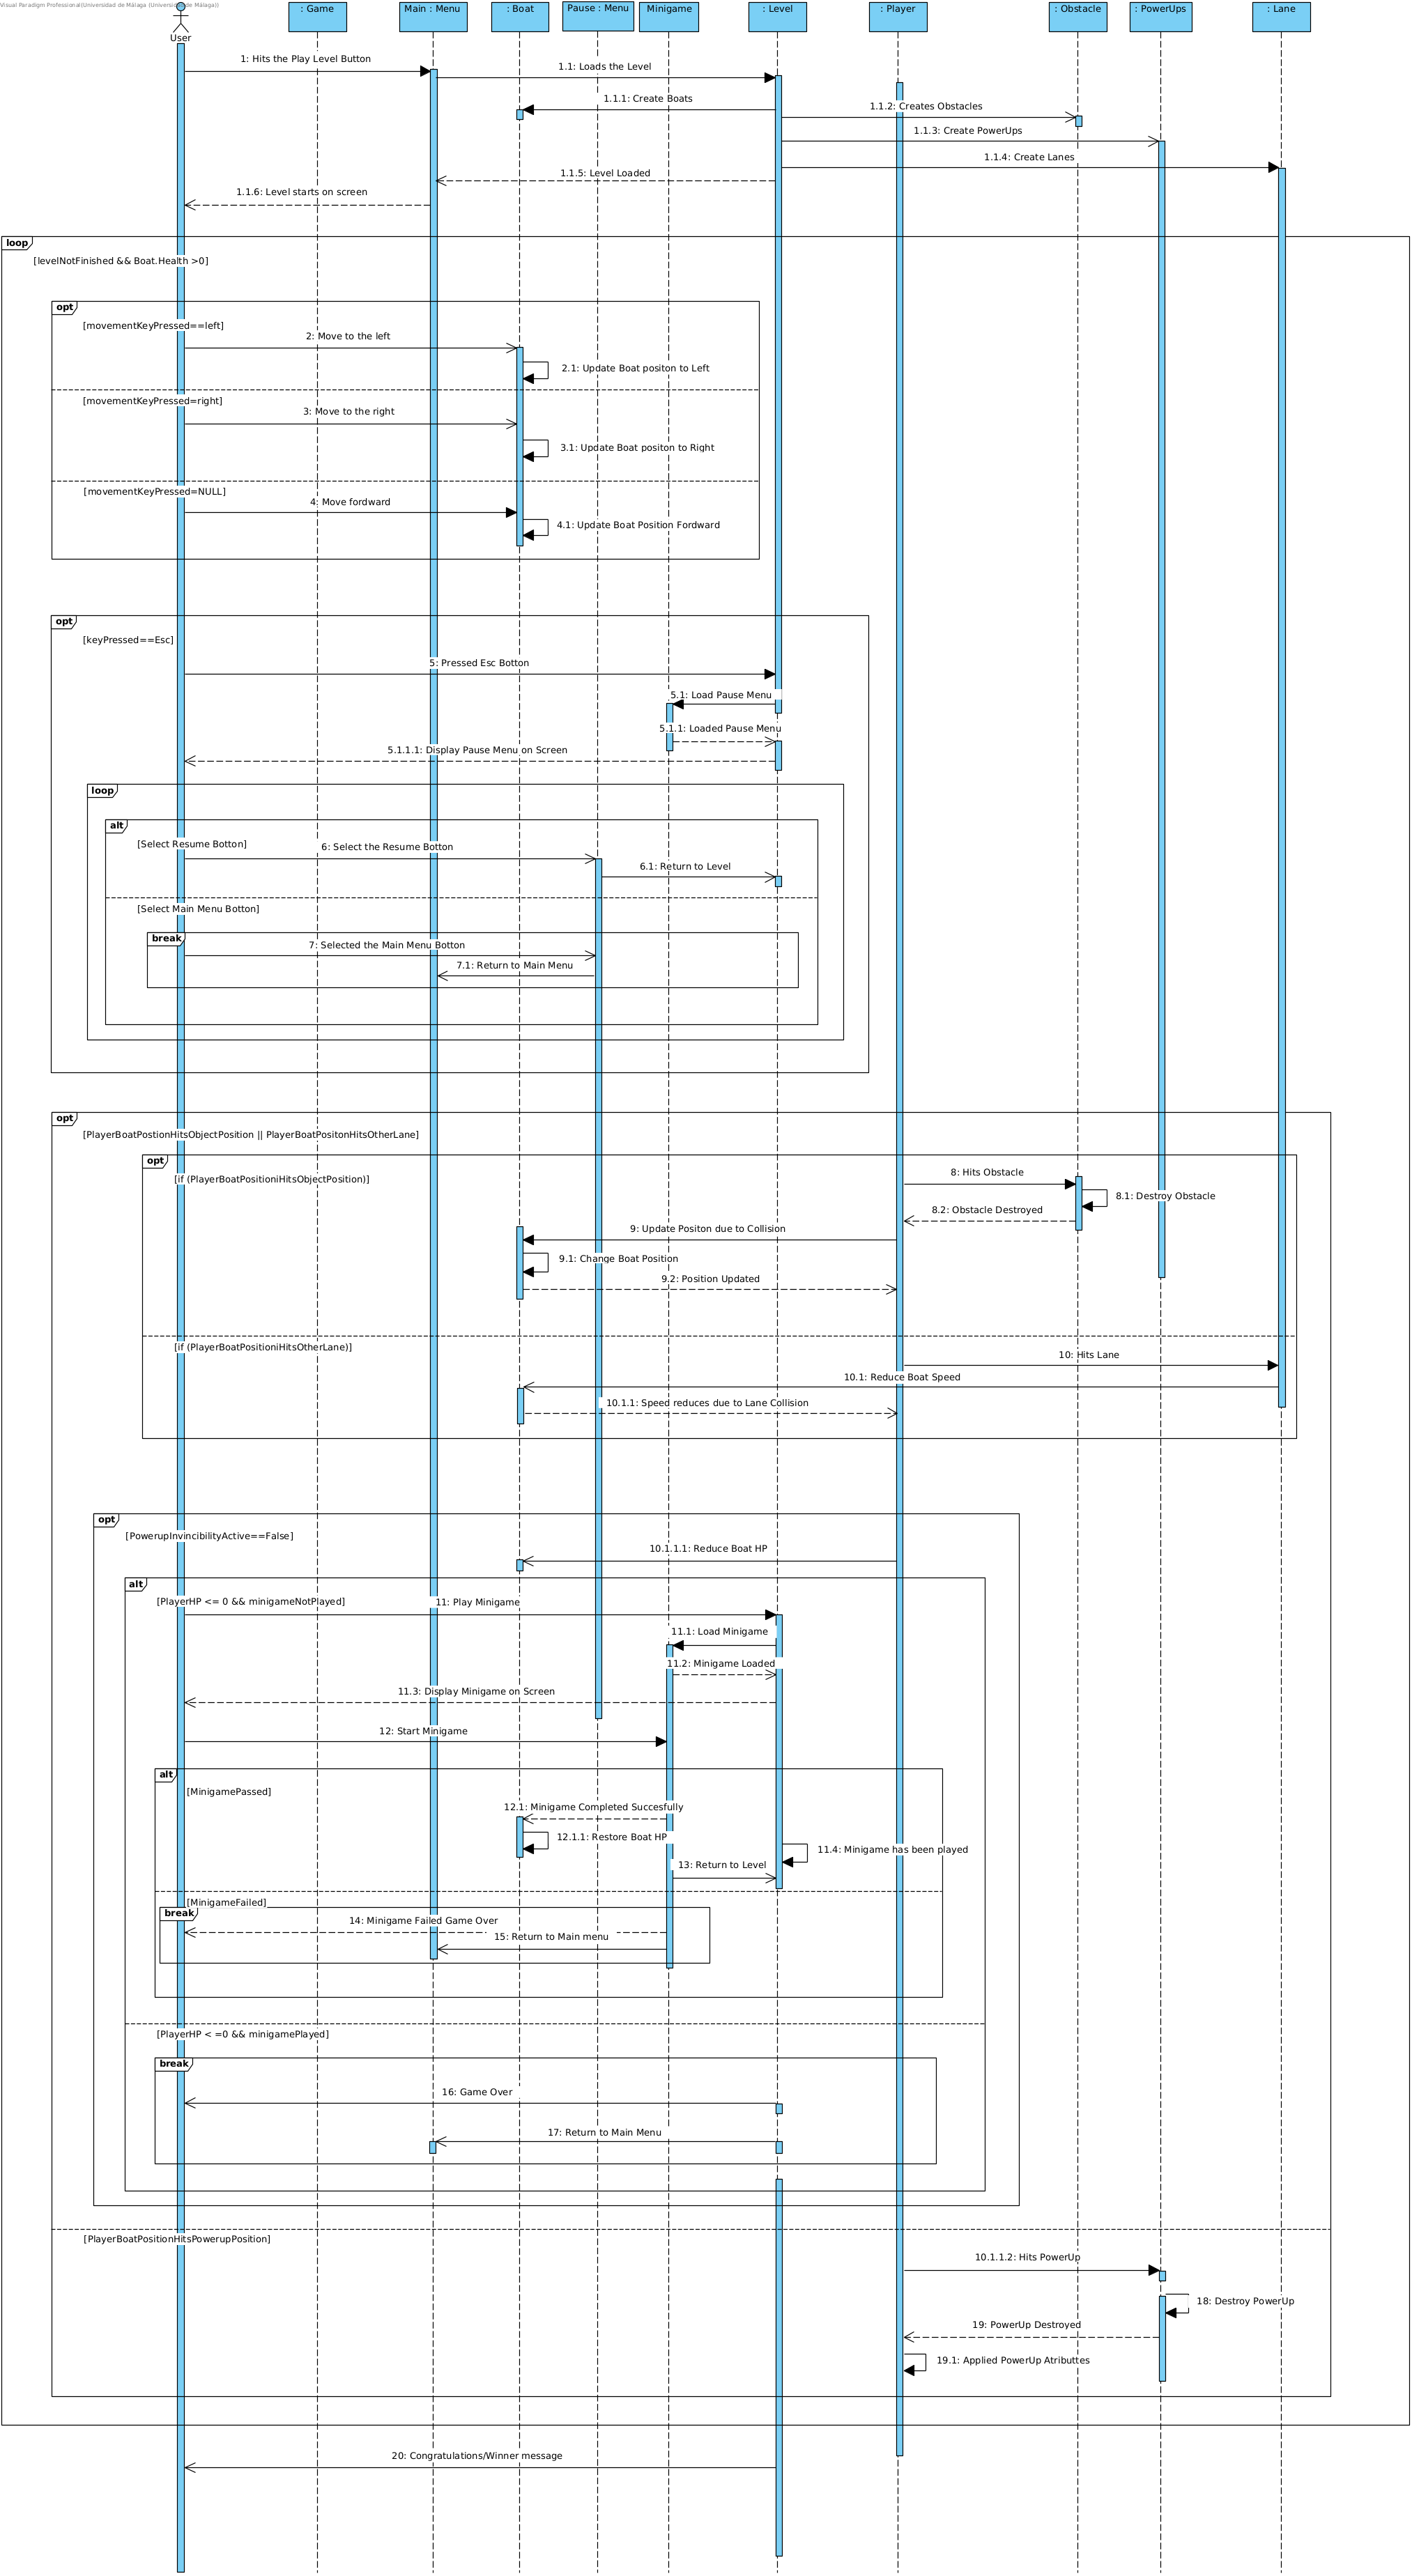 Visual Paradigm Professional(Universidad de Málaga (Universidad de Málaga))
User
: Game
Main : Menu
: Boat
Pause : Menu
Minigame
: Level
: Player
: Obstacle
: PowerUps
: Lane
1: Hits the Play Level Button
1.1: Loads the Level
1.1.1: Create Boats
1.1.2: Creates Obstacles
1.1.3: Create PowerUps
1.1.4: Create Lanes
1.1.5: Level Loaded
1.1.6: Level starts on screen
loop
[levelNotFinished && Boat.Health >0]
opt
[movementKeyPressed==left]
2: Move to the left
2.1: Update Boat positon to Left
[movementKeyPressed=right]
3: Move to the right
3.1: Update Boat positon to Right
[movementKeyPressed=NULL]
4: Move fordward
4.1: Update Boat Position Fordward
opt
[keyPressed==Esc]
5: Pressed Esc Botton
5.1: Load Pause Menu
5.1.1: Loaded Pause Menu
5.1.1.1: Display Pause Menu on Screen
loop
alt
[Select Resume Botton]
6: Select the Resume Botton
6.1: Return to Level
[Select Main Menu Botton]
break
7: Selected the Main Menu Botton
7.1: Return to Main Menu
opt
[PlayerBoatPostionHitsObjectPosition || PlayerBoatPositonHitsOtherLane]
opt
[if (PlayerBoatPositioniHitsObjectPosition)]
8: Hits Obstacle
8.1: Destroy Obstacle
8.2: Obstacle Destroyed
9: Update Positon due to Collision
9.1: Change Boat Position
9.2: Position Updated
[if (PlayerBoatPositioniHitsOtherLane)]
10: Hits Lane
10.1: Reduce Boat Speed
10.1.1: Speed reduces due to Lane Collision
opt
[PowerupInvincibilityActive==False]
10.1.1.1: Reduce Boat HP
alt
[PlayerHP <= 0 && minigameNotPlayed]
11: Play Minigame
11.1: Load Minigame
11.2: Minigame Loaded
11.3: Display Minigame on Screen
12: Start Minigame
alt
[MinigamePassed]
12.1: Minigame Completed Succesfully
12.1.1: Restore Boat HP
11.4: Minigame has been played
13: Return to Level
[MinigameFailed]
break
14: Minigame Failed Game Over
15: Return to Main menu
[PlayerHP < =0 && minigamePlayed]
break
16: Game Over
17: Return to Main Menu
[PlayerBoatPositionHitsPowerupPosition]
10.1.1.2: Hits PowerUp
18: Destroy PowerUp
19: PowerUp Destroyed
19.1: Applied PowerUp Atributtes
20: Congratulations/Winner message